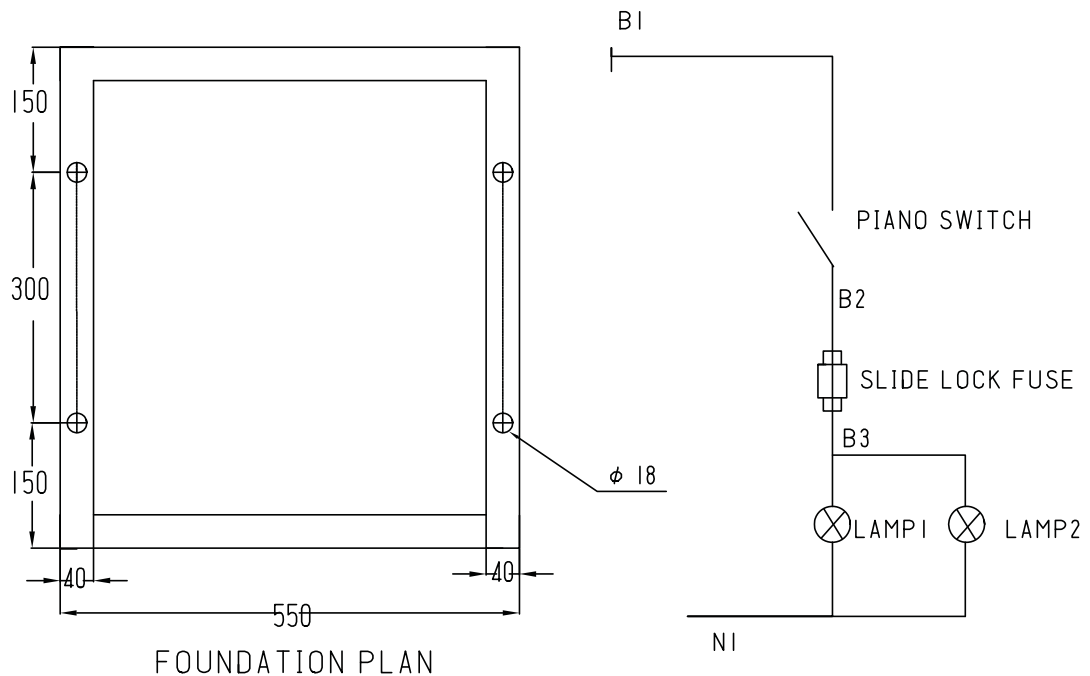 150
300
150
40
40
550
ϕ 18
FOUNDATION PLAN
B1
PIANO SWITCH
B2
SLIDE LOCK FUSE
B3
LAMP1
LAMP2
N1